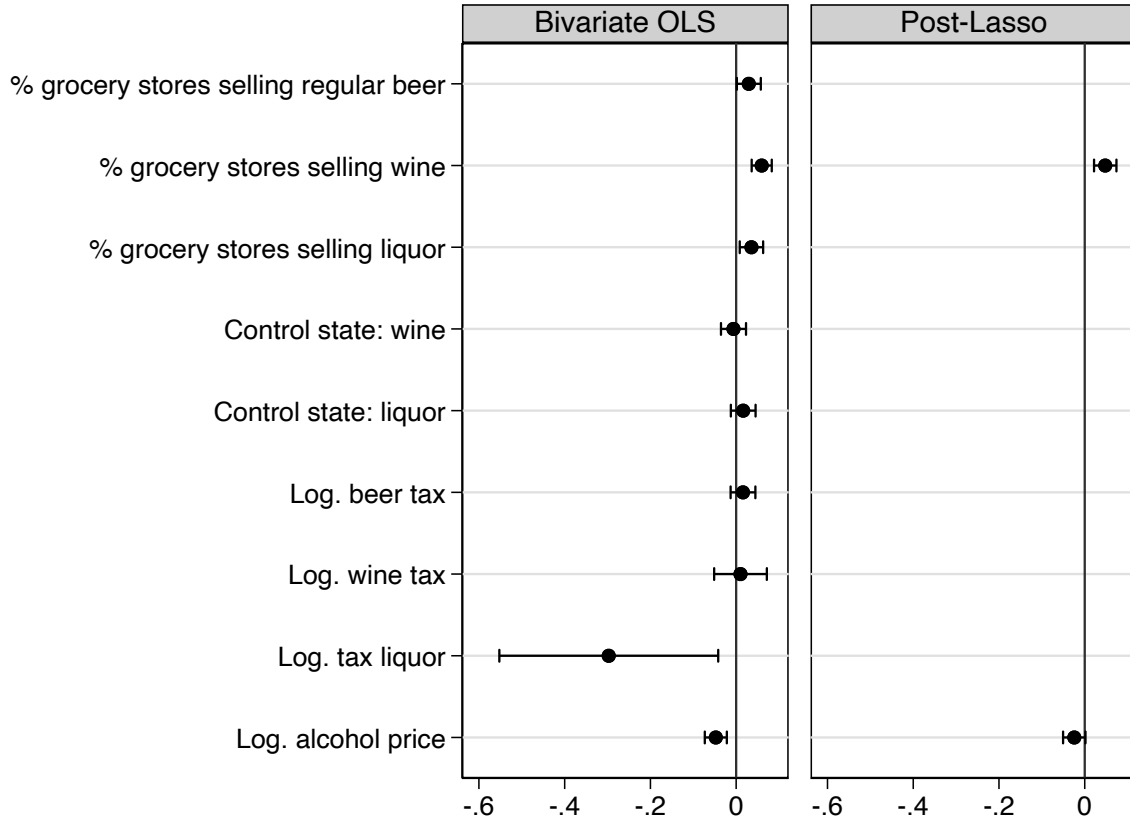 Bivariate OLS
Post-Lasso
% grocery stores selling regular beer
% grocery stores selling wine
% grocery stores selling liquor
Control state: wine
Control state: liquor
Log. beer tax
Log. wine tax
Log. tax liquor
Log. alcohol price
-.6 -.4 -.2 0
-.6 -.4 -.2 0